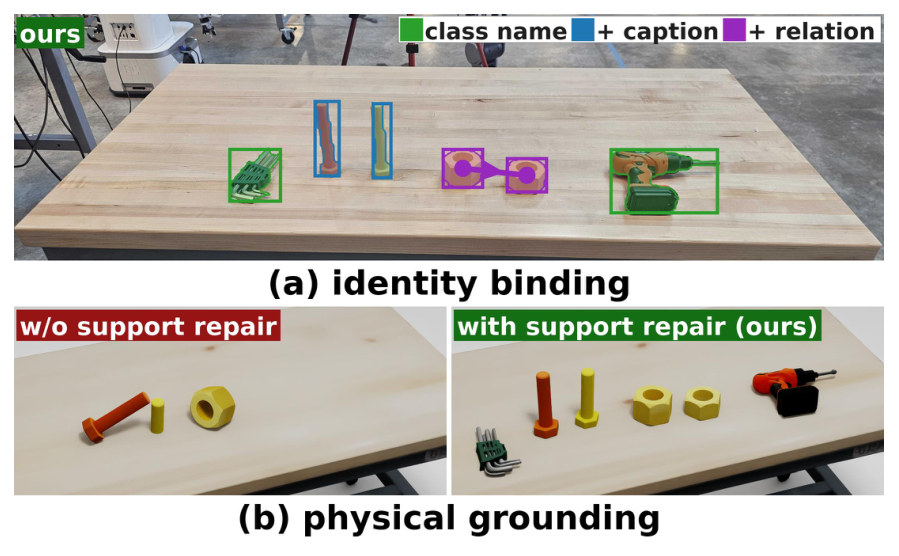 ours
class name + caption + relation
(a) identity binding
w/o support repair
with support repair (ours)
(b) physical grounding